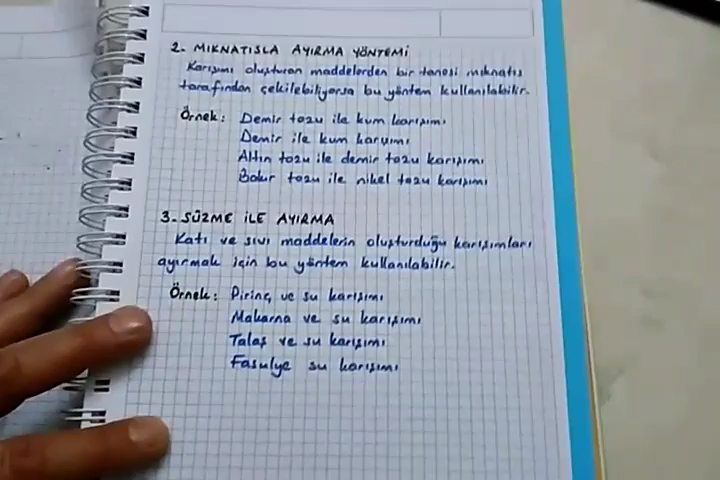 2- MIKNATISLA AYIRMA YÖNTEMİ
Karışımı oluşturan maddelerden bir tanesi mıknatıs
tarafından çekilebiliyorsa bu yöntem kullanılabilir.
Örnek: Demir tozu ile kum karışımı
Demir ile kum karışımı
Altın tozu ile demir tozu karışımı
Bakır tozu ile nikel tozu karışımı
3- SÜZME İLE AYIRMA
Katı ve sıvı maddelerin oluşturduğu karışımları
ayırmak için bu yöntem kullanılabilir.
Örnek: Pirinç ve su karışımı
Makarna ve su karışımı
Talaş ve su karışımı
Fasulye su karışımı